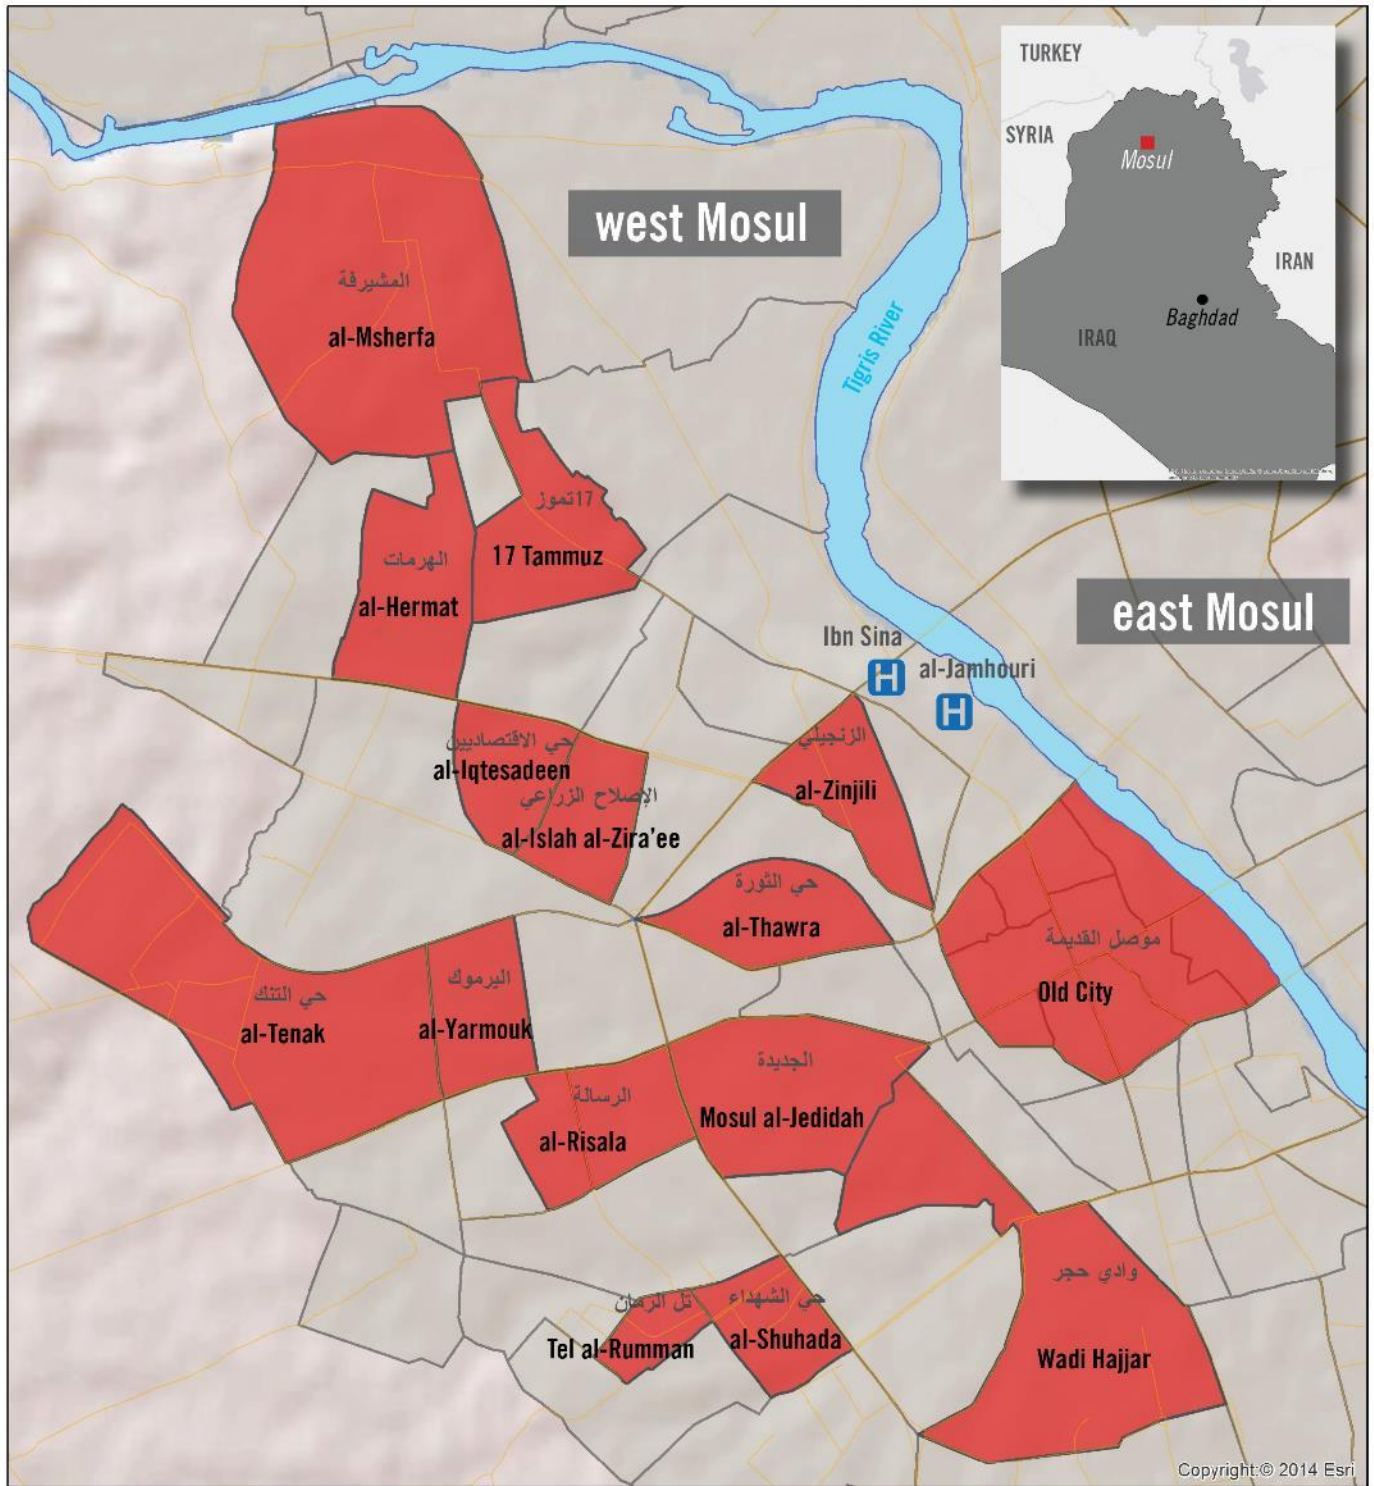 TURKEY
SYRIA
Mosul
IRAN
IRAQ
Baghdad
west Mosul
Tigris River
المشيرفة
al-Msherfa
17تموز
17 Tammuz
الهرمات
al-Hermat
east Mosul
Ibn Sina
H
al-Jamhouri
H
حي الاقتصاديين
al-Iqtesadeen
الإصلاح الزراعي
al-Islah al-Zira'ee
الزنجيلي
al-Zinjili
حي الثورة
al-Thawra
موصل القديمة
Old City
حي التنك
al-Tenak
اليرموك
al-Yarmouk
الرسالة
al-Risala
الجديدة
Mosul al-Jedidah
تل الرمان
Tel al-Rumman
حي الشهداء
al-Shuhada
وادي حجر
Wadi Hajjar
Copyright:© 2014 Esri